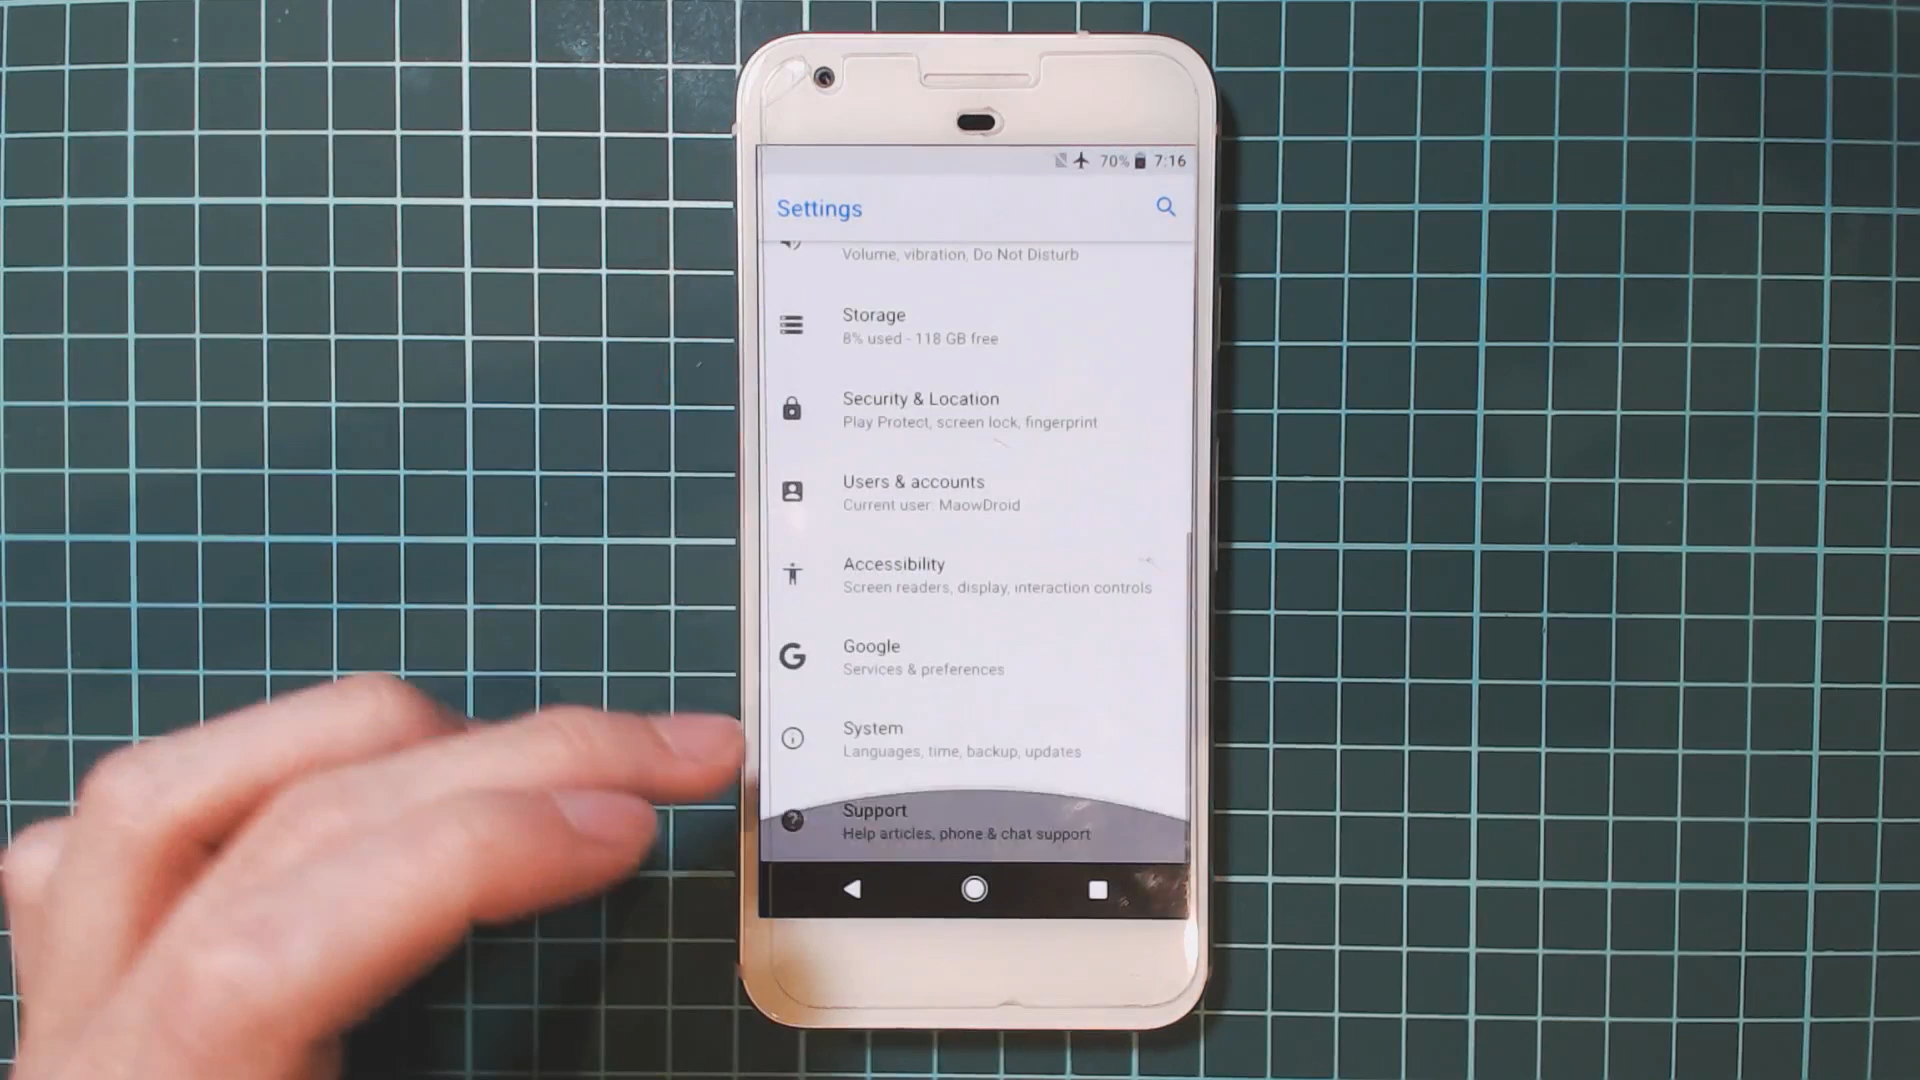 70% 7:16
Settings
Volume, vibration, Do Not Disturb
Storage
8% used - 118 GB free
Security & Location
Play Protect, screen lock, fingerprint
Users & accounts
Current user: MaowDroid
Accessibility
Screen readers, display, interaction controls
Google
Services & preferences
System
Languages, time, backup, updates
Support
Help articles, phone & chat support